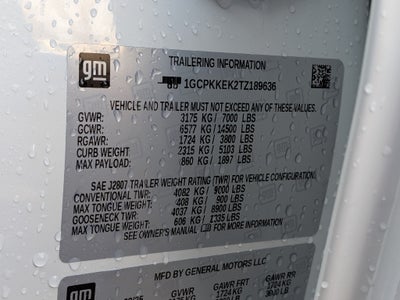 gm
TRAILERING INFORMATION
1GCPKKEK2TZ189636
VEHICLE AND TRAILER MUST NOT EXCEED ANY OF THESE VALUES.
GVWR: 3175 KG / 7000 LBS
GCWR: 6577 KG / 14500 LBS
RGAWR: 1724 KG / 3800 LBS
CURB WEIGHT: 2315 KG / 5103 LBS
MAX PAYLOAD: 860 KG / 1897 LBS
SAE J2807 TRAILER WEIGHT RATING (TWR) FOR VEHICLE CONFIGURATION:
CONVENTIONAL TWR: 4082 KG / 9000 LBS
MAX TONGUE WEIGHT: 408 KG / 900 LBS
GOOSENECK TWR: 4037 KG / 8900 LBS
MAX TONGUE WEIGHT: 606 KG / 1335 LBS
SEE OWNER'S MANUAL FOR MORE INFORMATION
gm
MFD BY GENERAL MOTORS LLC
GVWR GAWR FRT GAWR RR
1724 KG